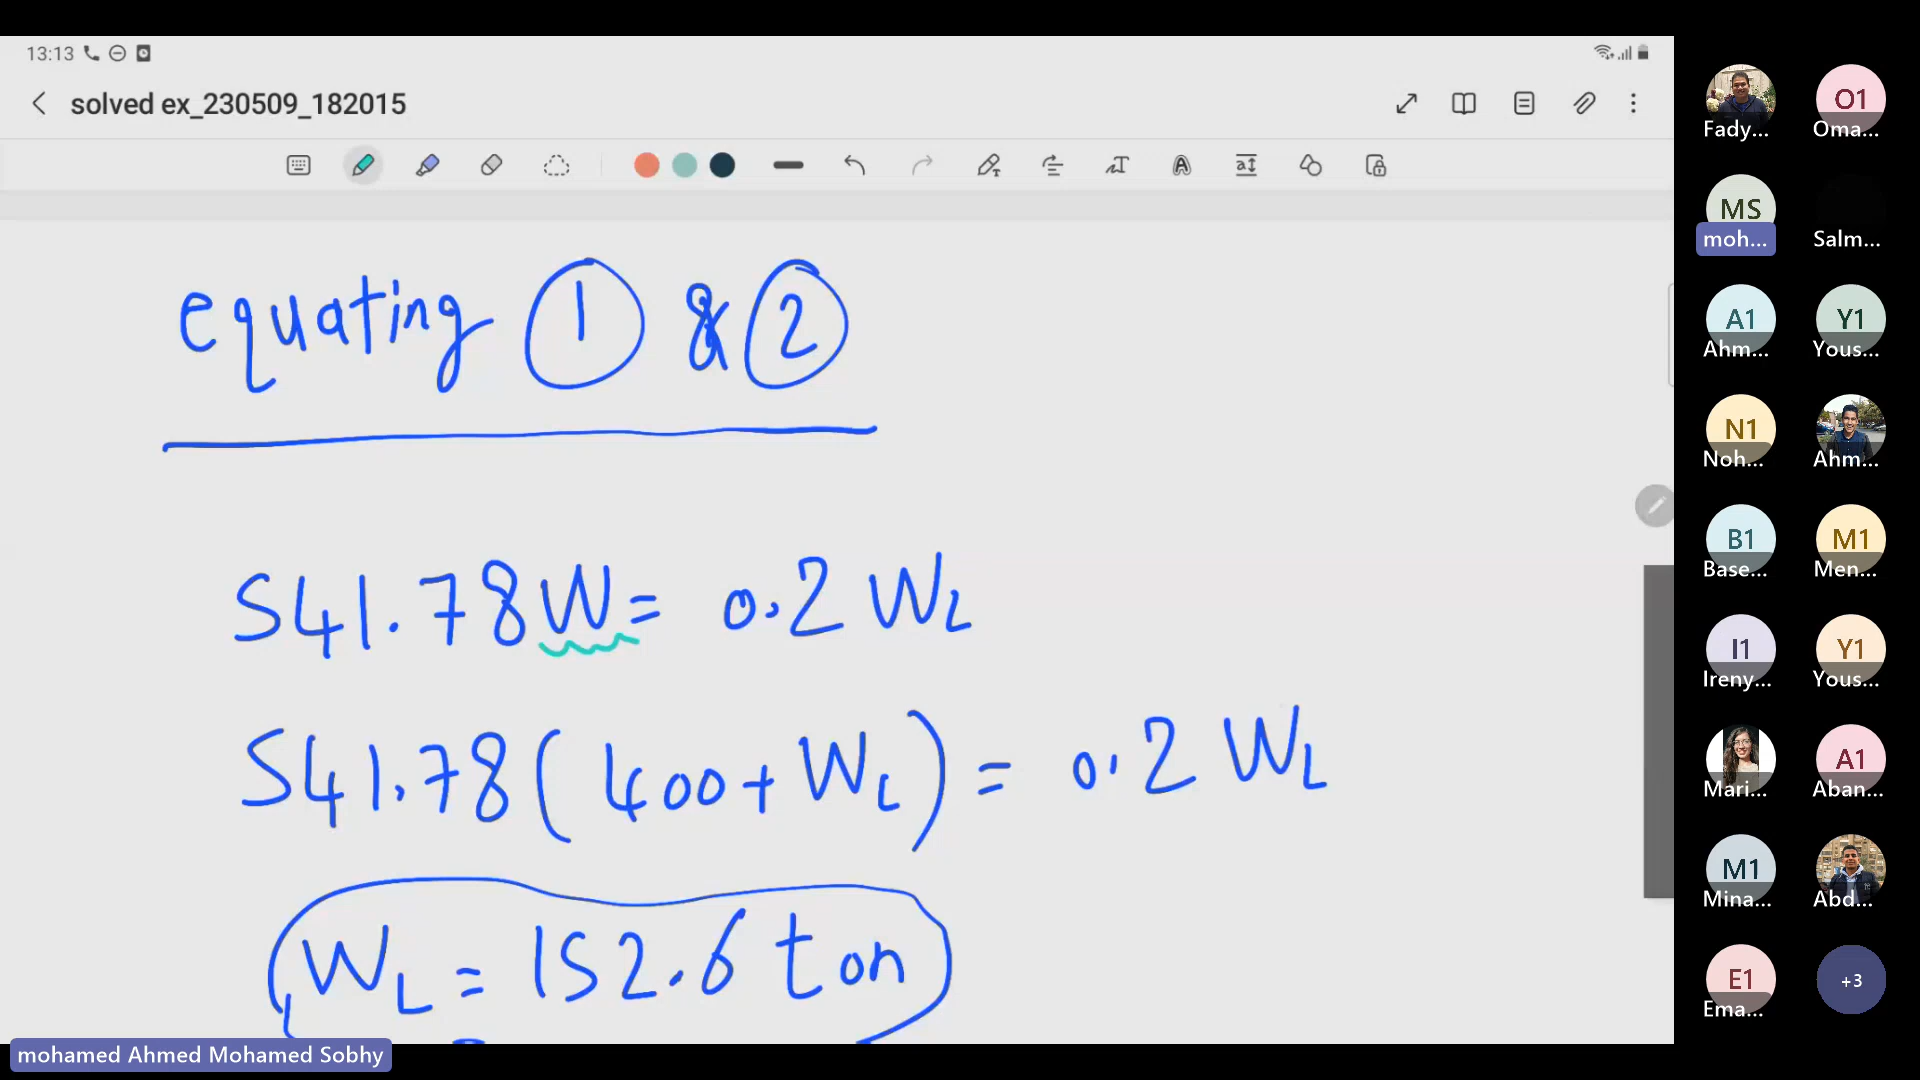 13:13
solved ex_230509_182015
equating 1 & 2
541.78W = 0.2 WL
541.78(400+WL) = 0.2 WL
WL = 152.6 ton
mohamed Ahmed Mohamed Sobhy
Fady...
O1
Oma...
MS
moh...
Salm...
A1
Ahm...
Y1
Yous...
N1
Noh...
Ahm...
B1
Base...
M1
Men...
I1
Ireny...
Y1
Yous...
Mari...
A1
Aban...
M1
Mina...
Abd...
E1
Ema...
+3